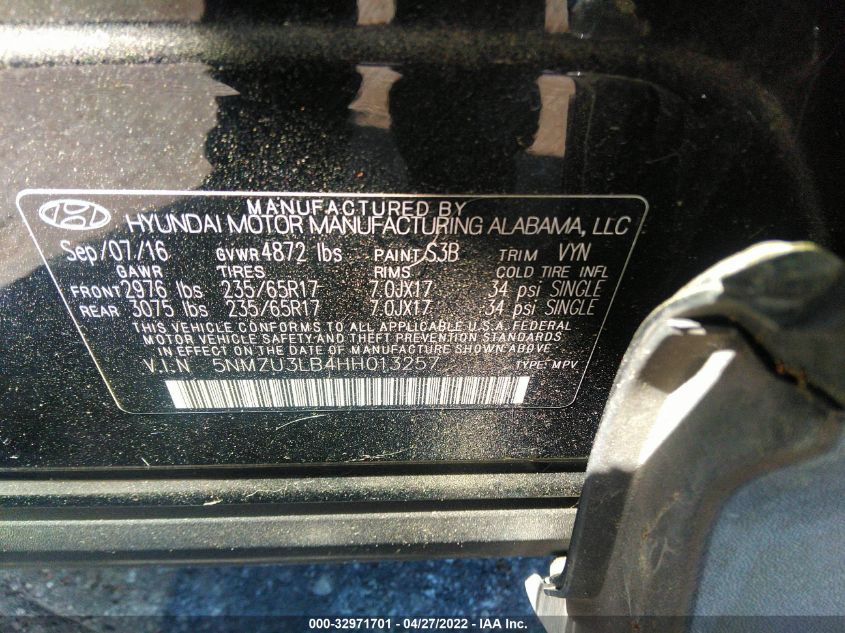 MANUFACTURED BY
HYUNDAI MOTOR MANUFACTURING ALABAMA, LLC
Sep/07/16 GVWR 4872 lbs PAINT S3B TRIM VYN
GAWR TIRES RIMS COLD TIRE INFL
FRONT 2976 lbs 235/65R17 7.0JX17 34 psi SINGLE
REAR 3075 lbs 235/65R17 7.0JX17 34 psi SINGLE
THIS VEHICLE CONFORMS TO ALL APPLICABLE U.S.A. FEDERAL
MOTOR VEHICLE SAFETY AND THEFT PREVENTION STANDARDS
IN EFFECT ON THE DATE OF MANUFACTURE SHOWN ABOVE.
V.I.N 5NMZU3LB4HH013257 TYPE: MPV
000-32971701 | 04/27/2022 | IAA Inc.